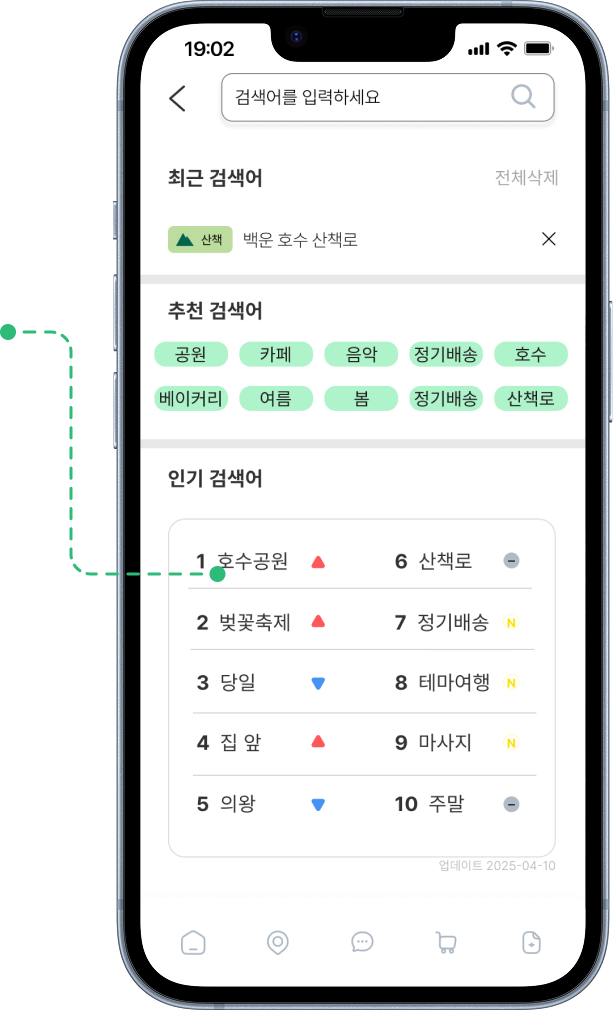 19:02
검색어를 입력하세요
최근 검색어 전체삭제
산책 백운 호수 산책로
추천 검색어
공원 카페 음악 정기배송 호수
베이커리 여름 봄 정기배송 산책로
인기 검색어
1 호수공원 6 산책로
2 벚꽃축제 7 정기배송 N
3 당일 8 테마여행 N
4 집 앞 9 마사지 N
5 의왕 10 주말
업데이트 2025-04-10